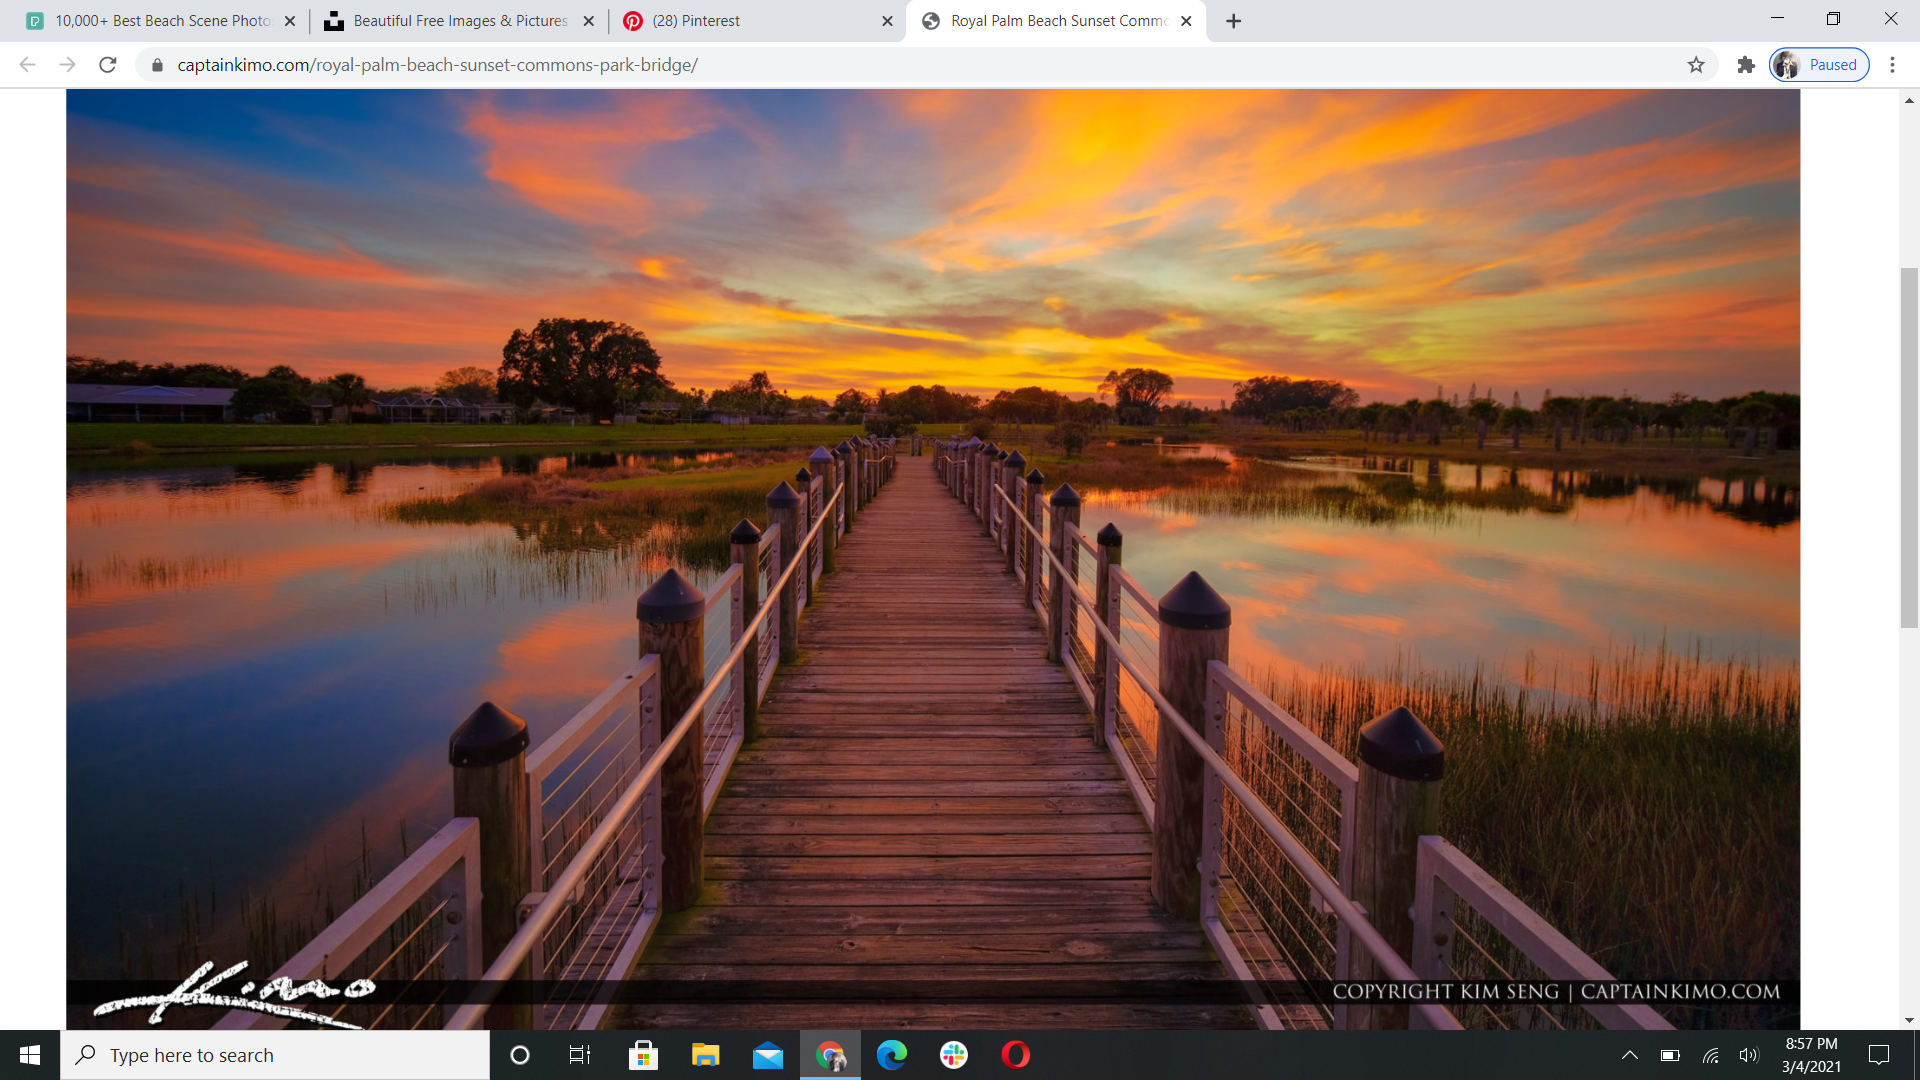 10,000+ Best Beach Scene Photo
Beautiful Free Images & Pictures
(28) Pinterest
Royal Palm Beach Sunset Commo
captainkimo.com/royal-palm-beach-sunset-commons-park-bridge/
Paused
Kimo
COPYRIGHT KIM SENG | CAPTAINKIMO.COM
Type here to search
8:57 PM
3/4/2021